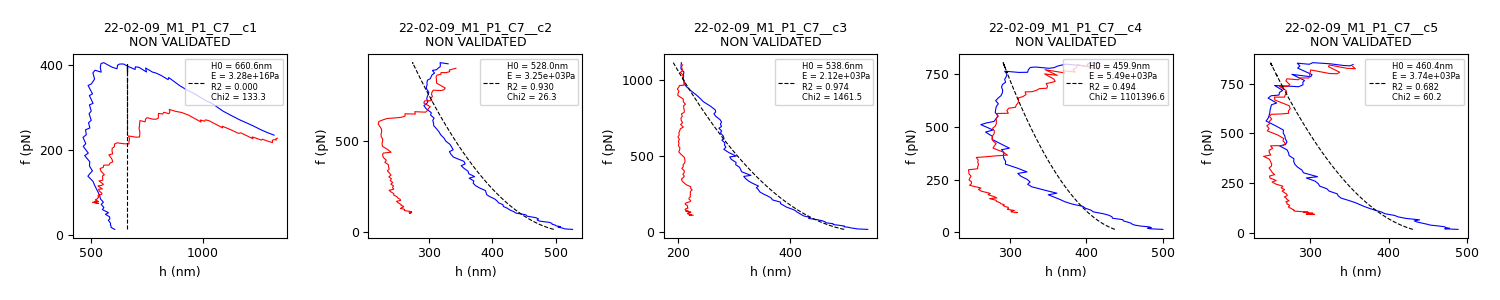 22-02-09_M1_P1_C7__c1
NON VALIDATED
H0 = 660.6nm
E = 3.28e+16Pa
R2 = 0.000
Chi2 = 133.3
400
200
0
f (pN)
500
1000
h (nm)
22-02-09_M1_P1_C7__c2
NON VALIDATED
H0 = 528.0nm
E = 3.25e+03Pa
R2 = 0.930
Chi2 = 26.3
500
0
f (pN)
300
400
500
h (nm)
22-02-09_M1_P1_C7__c3
NON VALIDATED
H0 = 538.6nm
E = 2.12e+03Pa
R2 = 0.974
Chi2 = 1461.5
1000
500
0
f (pN)
200
400
h (nm)
22-02-09_M1_P1_C7__c4
NON VALIDATED
H0 = 459.9nm
E = 5.49e+03Pa
R2 = 0.494
Chi2 = 1101396.6
750
500
250
0
f (pN)
300
400
500
h (nm)
22-02-09_M1_P1_C7__c5
NON VALIDATED
H0 = 460.4nm
E = 3.74e+03Pa
R2 = 0.682
Chi2 = 60.2
750
500
250
0
f (pN)
300
400
500
h (nm)